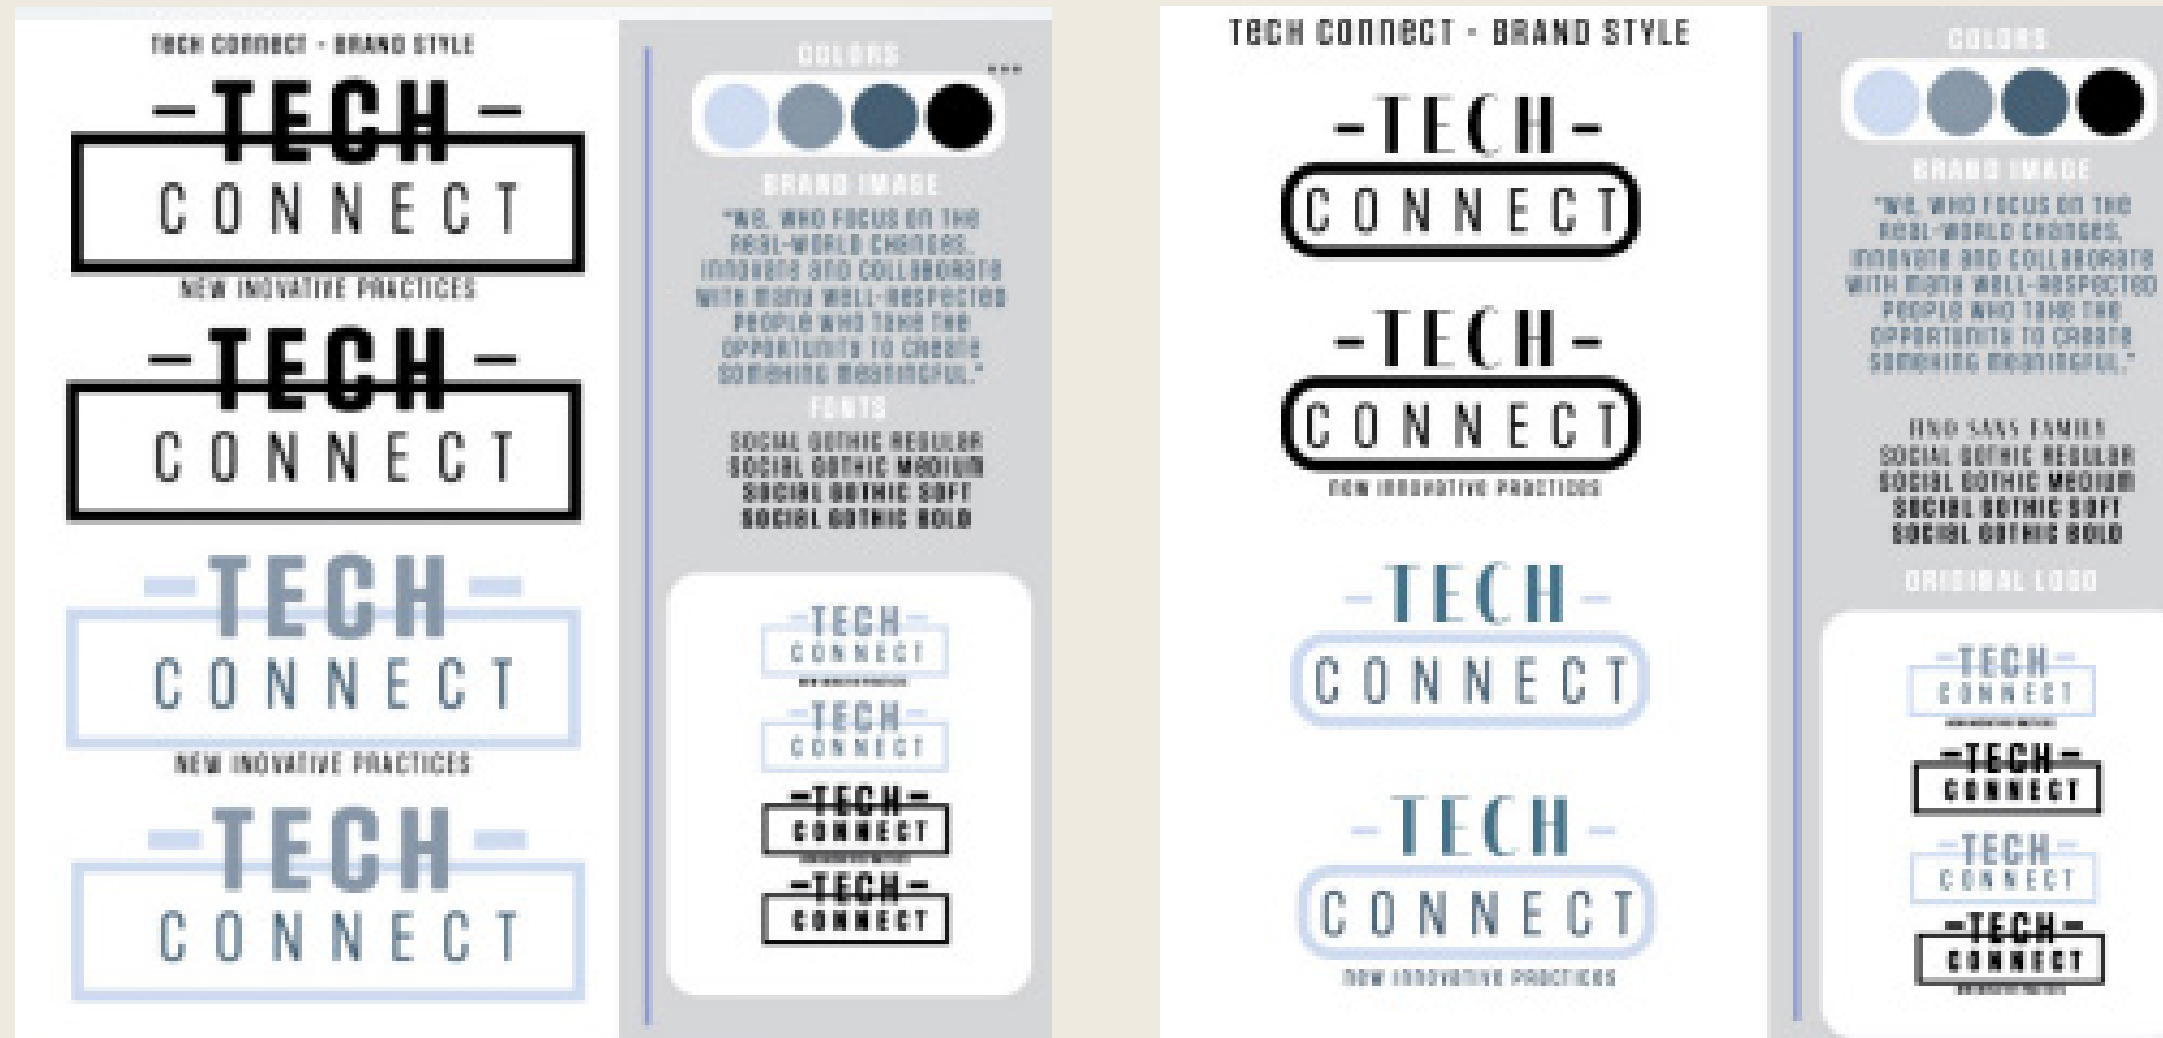 TECH CONNECT - BRAND STYLE
TECH
CONNECT
NEW INOVATIVE PRACTICES
TECH
CONNECT
TECH
CONNECT
NEW INOVATIVE PRACTICES
TECH
CONNECT
COLORS
BRAND IMAGE
"WE, WHO FOCUS ON THE
REAL-WORLD CHANGES,
INNOVATE AND COLLABORATE
WITH MANY WELL-RESPECTED
PEOPLE WHO TAKE THE
OPPORTUNITY TO CREATE
SOMEHING MEANINGFUL."
FONTS
SOCIAL GOTHIC REGULAR
SOCIAL GOTHIC MEDIUM
SOCIAL GOTHIC SOFT
SOCIAL GOTHIC BOLD
TECH
CONNECT
TECH
CONNECT
TECH
CONNECT
TECH
CONNECT
TECH CONNECT - BRAND STYLE
TECH
CONNECT
TECH
CONNECT
NEW INNOVATIVE PRACTICES
TECH
CONNECT
TECH
CONNECT
NEW INNOVATIVE PRACTICES
COLORS
BRAND IMAGE
"WE, WHO FOCUS ON THE
REAL-WORLD CHANGES,
INNOVATE AND COLLABORATE
WITH MANY WELL-RESPECTED
PEOPLE WHO TAKE THE
OPPORTUNITY TO CREATE
SOMEHING MEANINGFUL."
SANS FAMILY
SOCIAL GOTHIC REGULAR
SOCIAL GOTHIC MEDIUM
SOCIAL GOTHIC SOFT
SOCIAL GOTHIC BOLD
ORIGINAL LOGO
TECH
CONNECT
TECH
CONNECT
TECH
CONNECT
TECH
CONNECT